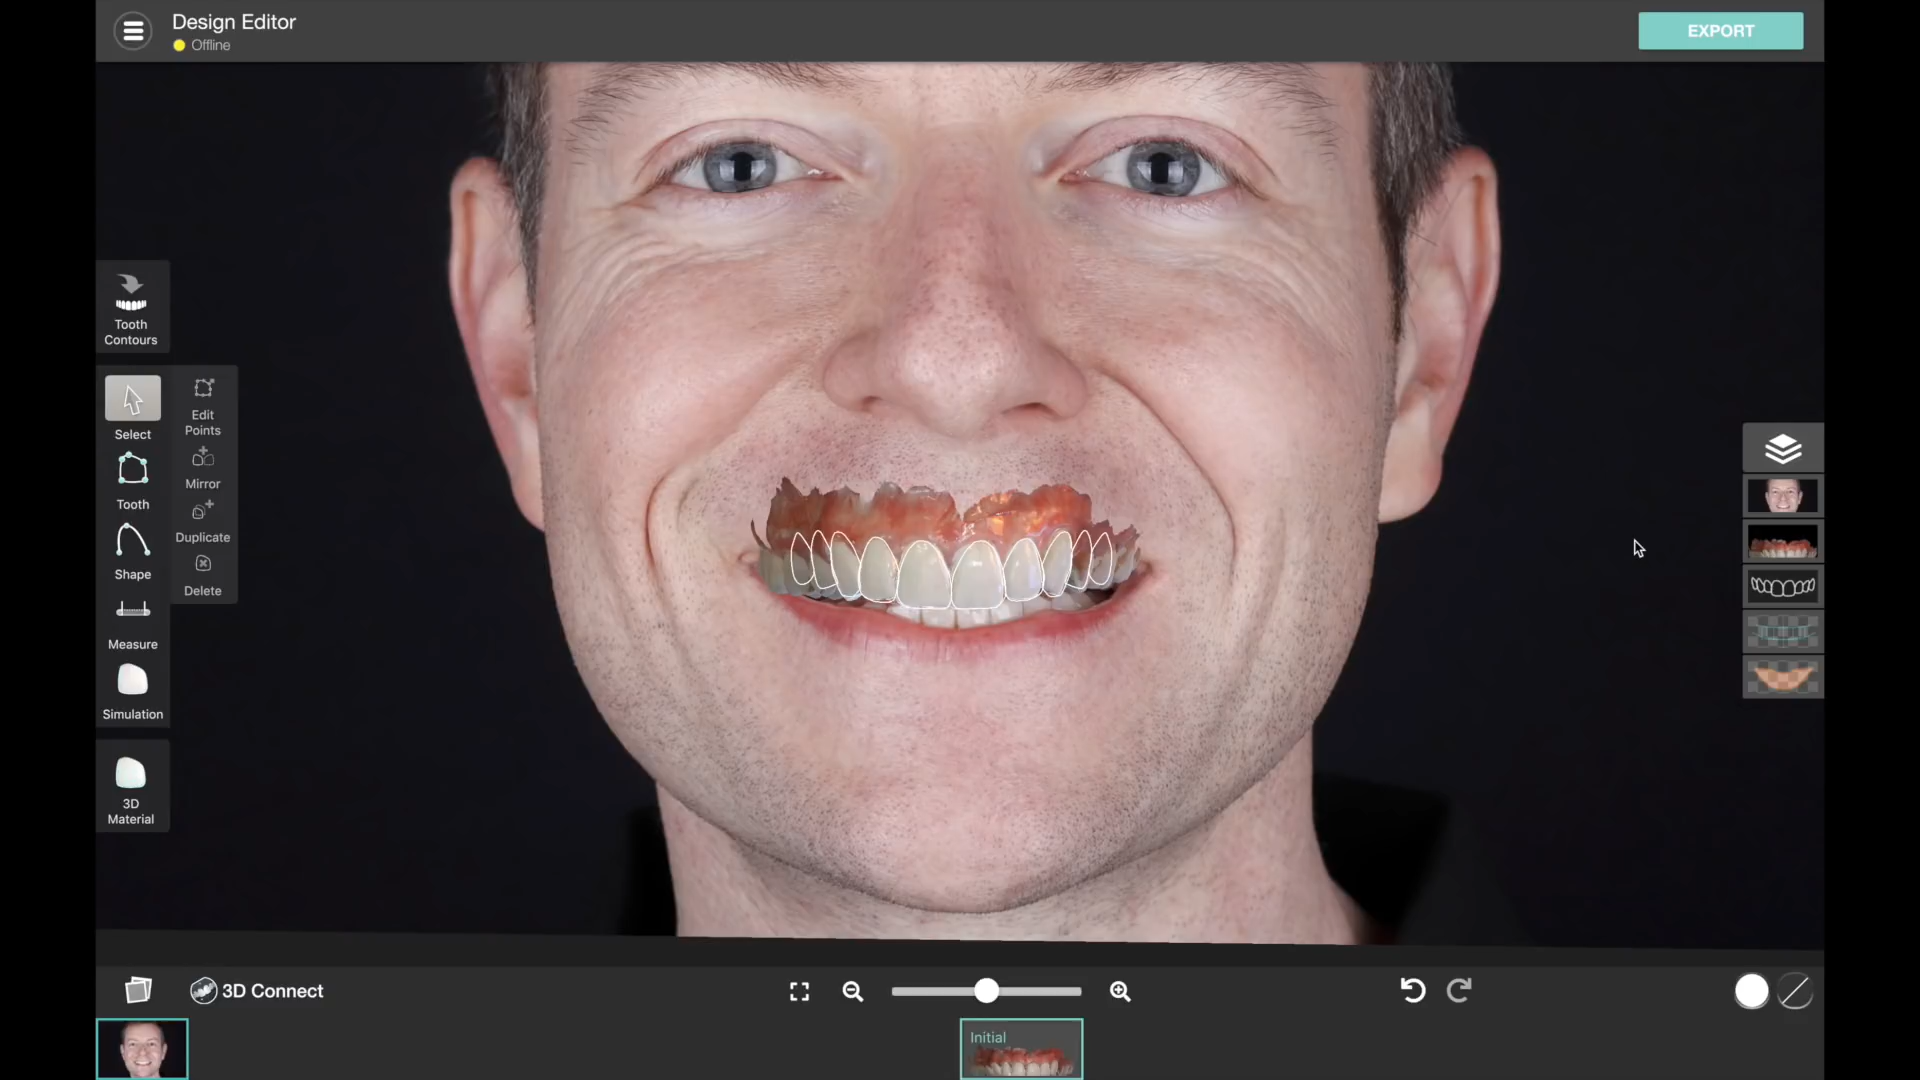 Design Editor
Offline
EXPORT
Tooth
Contours
Select
Edit
Points
Mirror
Tooth
Duplicate
Shape
Delete
Measure
Simulation
3D
Material
3D Connect
Initial